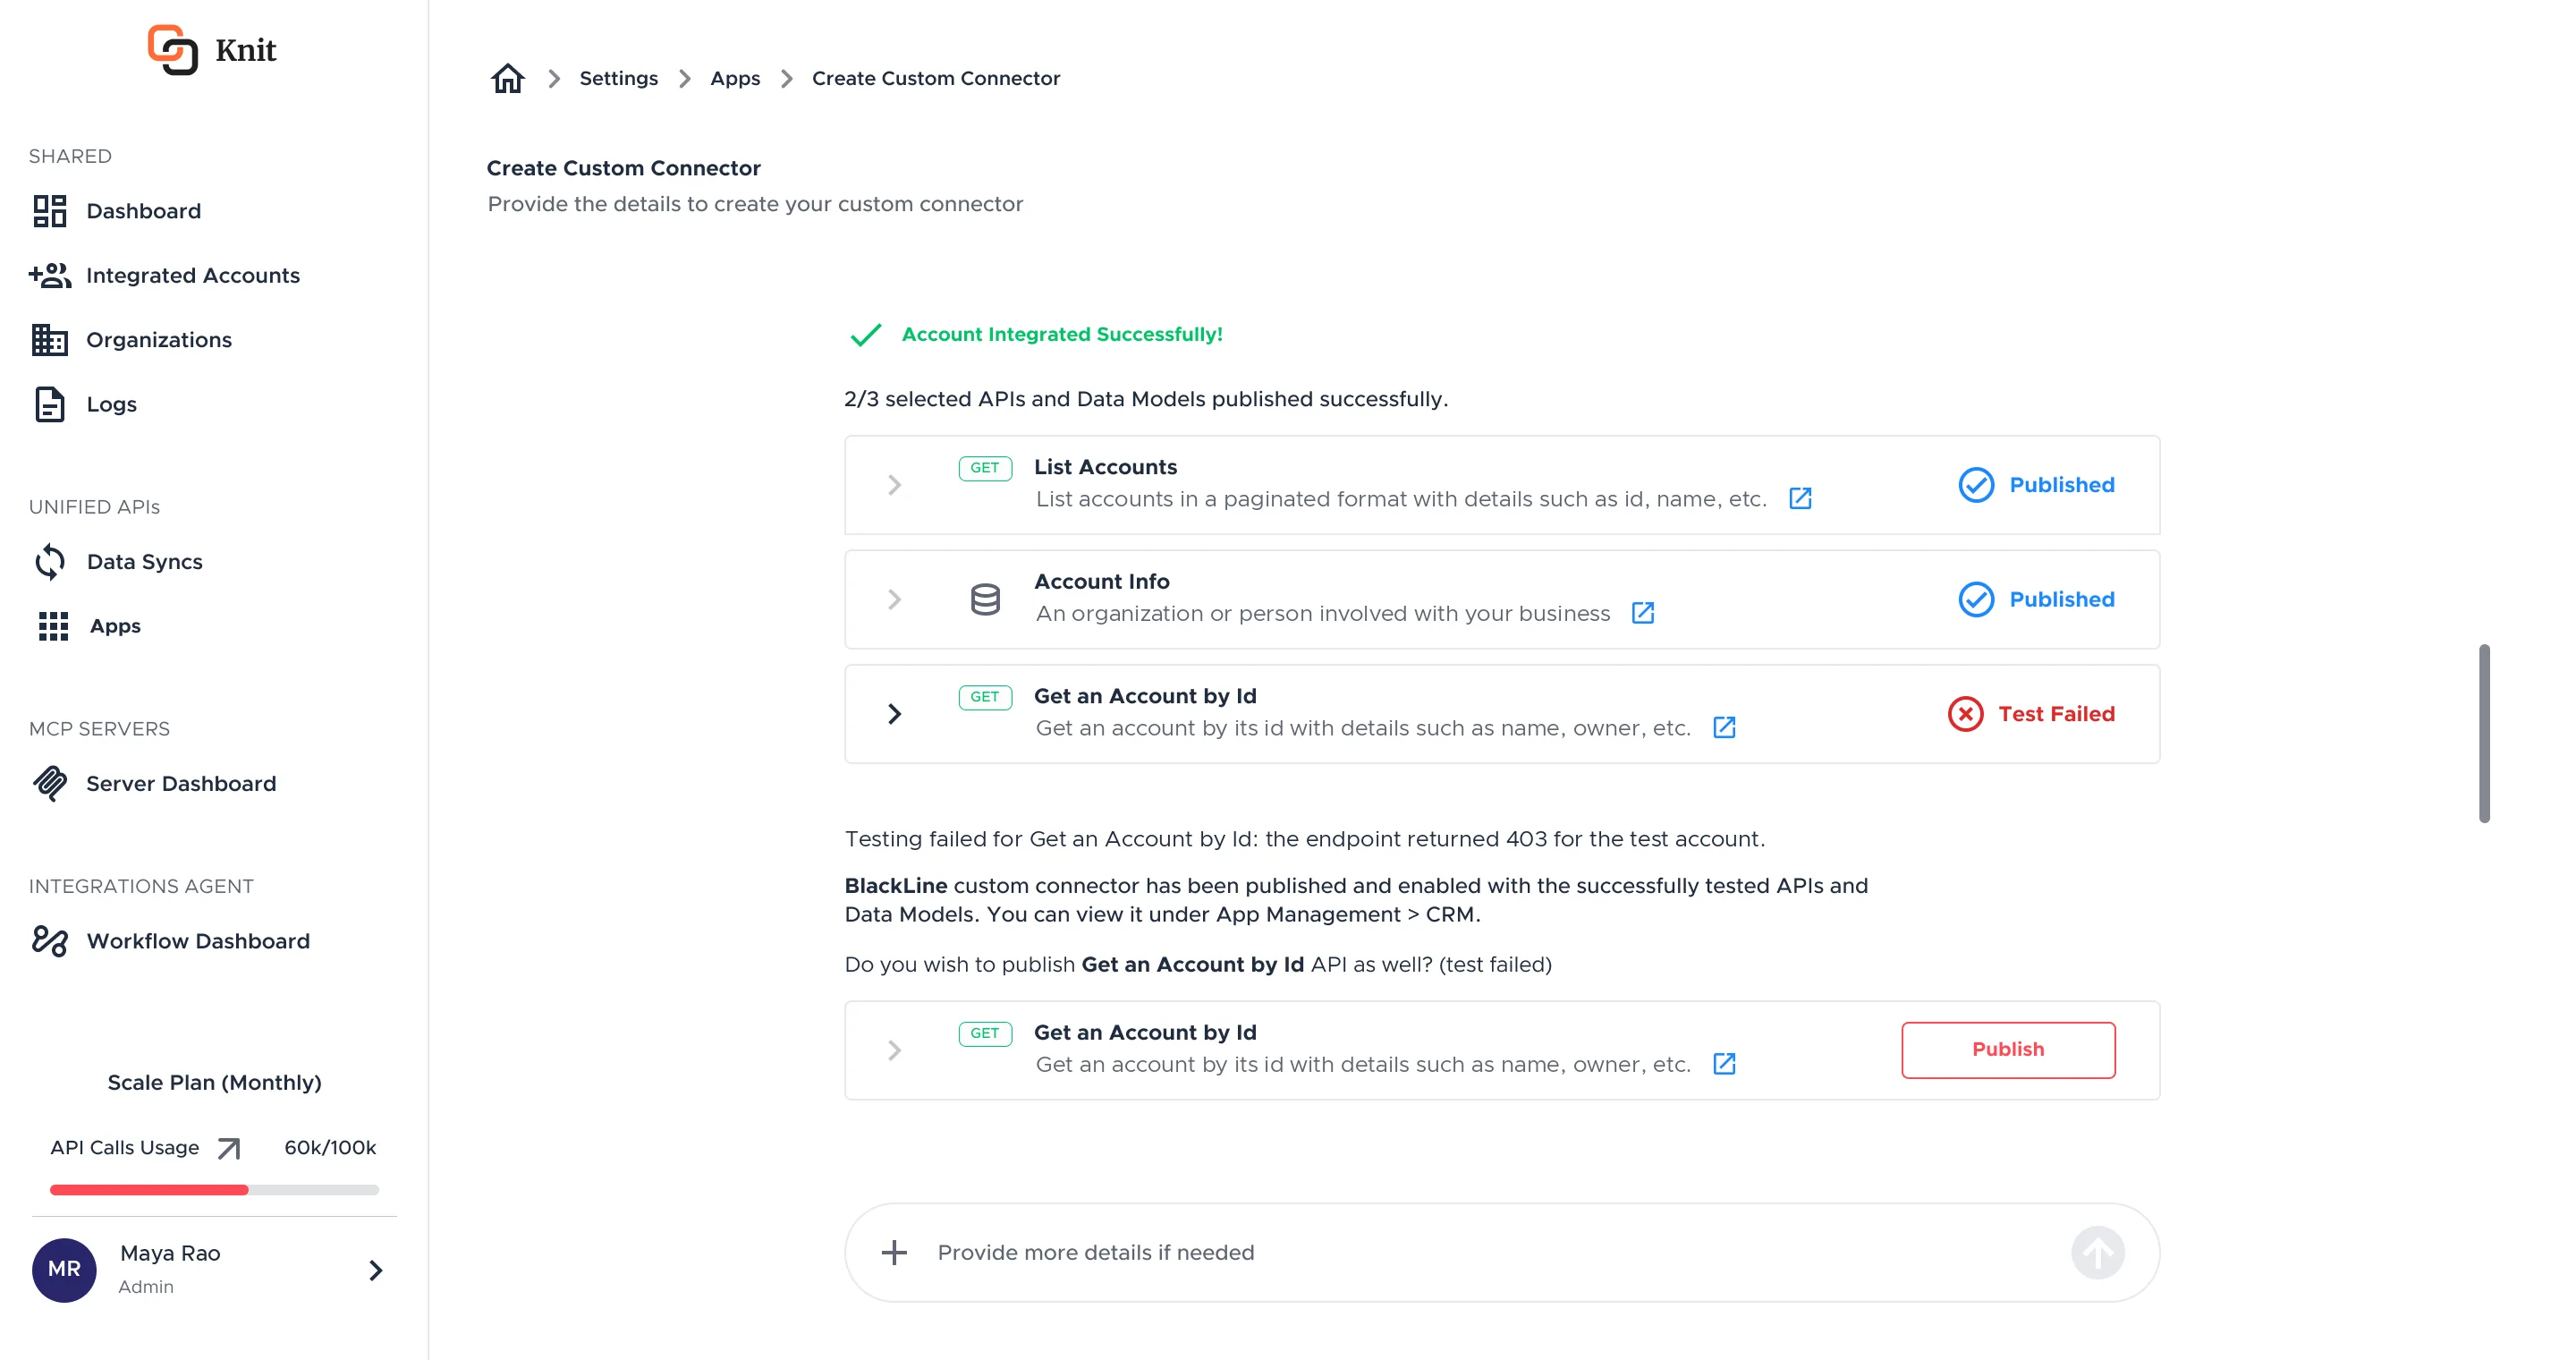 Knit
SHARED
Dashboard
Integrated Accounts
Organizations
Logs
UNIFIED APIs
Data Syncs
Apps
MCP SERVERS
Server Dashboard
INTEGRATIONS AGENT
Workflow Dashboard
Scale Plan (Monthly)
API Calls Usage 60k/100k
MR
Maya Rao
Admin
Settings Apps Create Custom Connector
Create Custom Connector
Provide the details to create your custom connector
Account Integrated Successfully!
2/3 selected APIs and Data Models published successfully.
GET List Accounts
List accounts in a paginated format with details such as id, name, etc.
Published
Account Info
An organization or person involved with your business
Published
GET Get an Account by Id
Get an account by its id with details such as name, owner, etc.
Test Failed
Testing failed for Get an Account by Id: the endpoint returned 403 for the test account.
BlackLine custom connector has been published and enabled with the successfully tested APIs and
Data Models. You can view it under App Management > CRM.
Do you wish to publish Get an Account by Id API as well? (test failed)
GET Get an Account by Id
Get an account by its id with details such as name, owner, etc.
Publish
Provide more details if needed